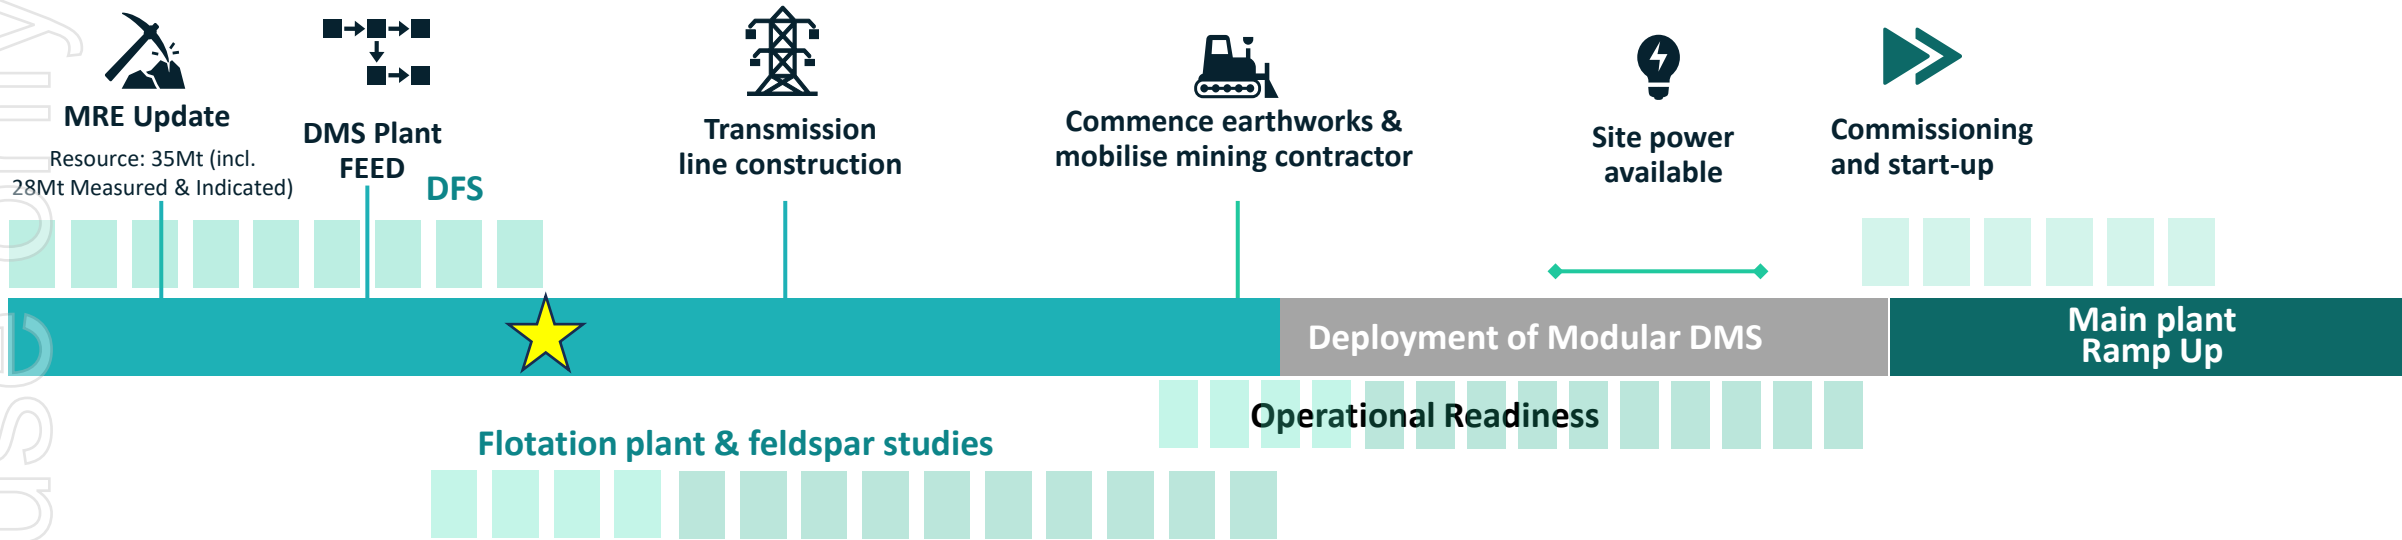 MRE Update
Resource: 35Mt (incl.
28Mt Measured & Indicated)
DMS Plant
FEED
DFS
Transmission
line construction
Commence earthworks &
mobilise mining contractor
Site power
available
Commissioning
and start-up
Deployment of Modular DMS
Main plant
Ramp Up
Operational Readiness
Flotation plant & feldspar studies
use only